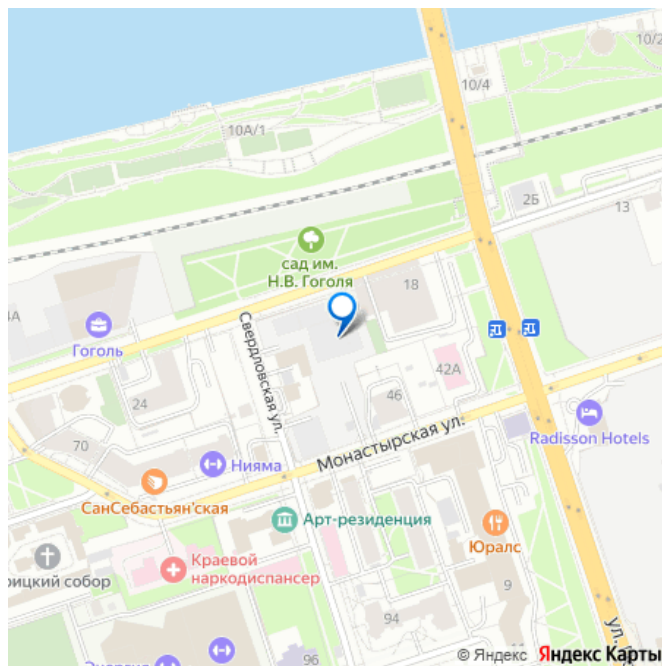 10/2
10/4
10А/1
2Б
13
сад им.
Н.В. Гоголя
18
4А
Гоголь
Свердловская ул.
42А
46
24
Монастырская ул.
Radisson Hotels
70
Нияма
СанСебастьян'ская
Арт-резиденция
Юралс
рицкий собор
Краевой
наркодиспансер
9
94
96
Энергия
ул.
© Яндекс Яндекс Карты